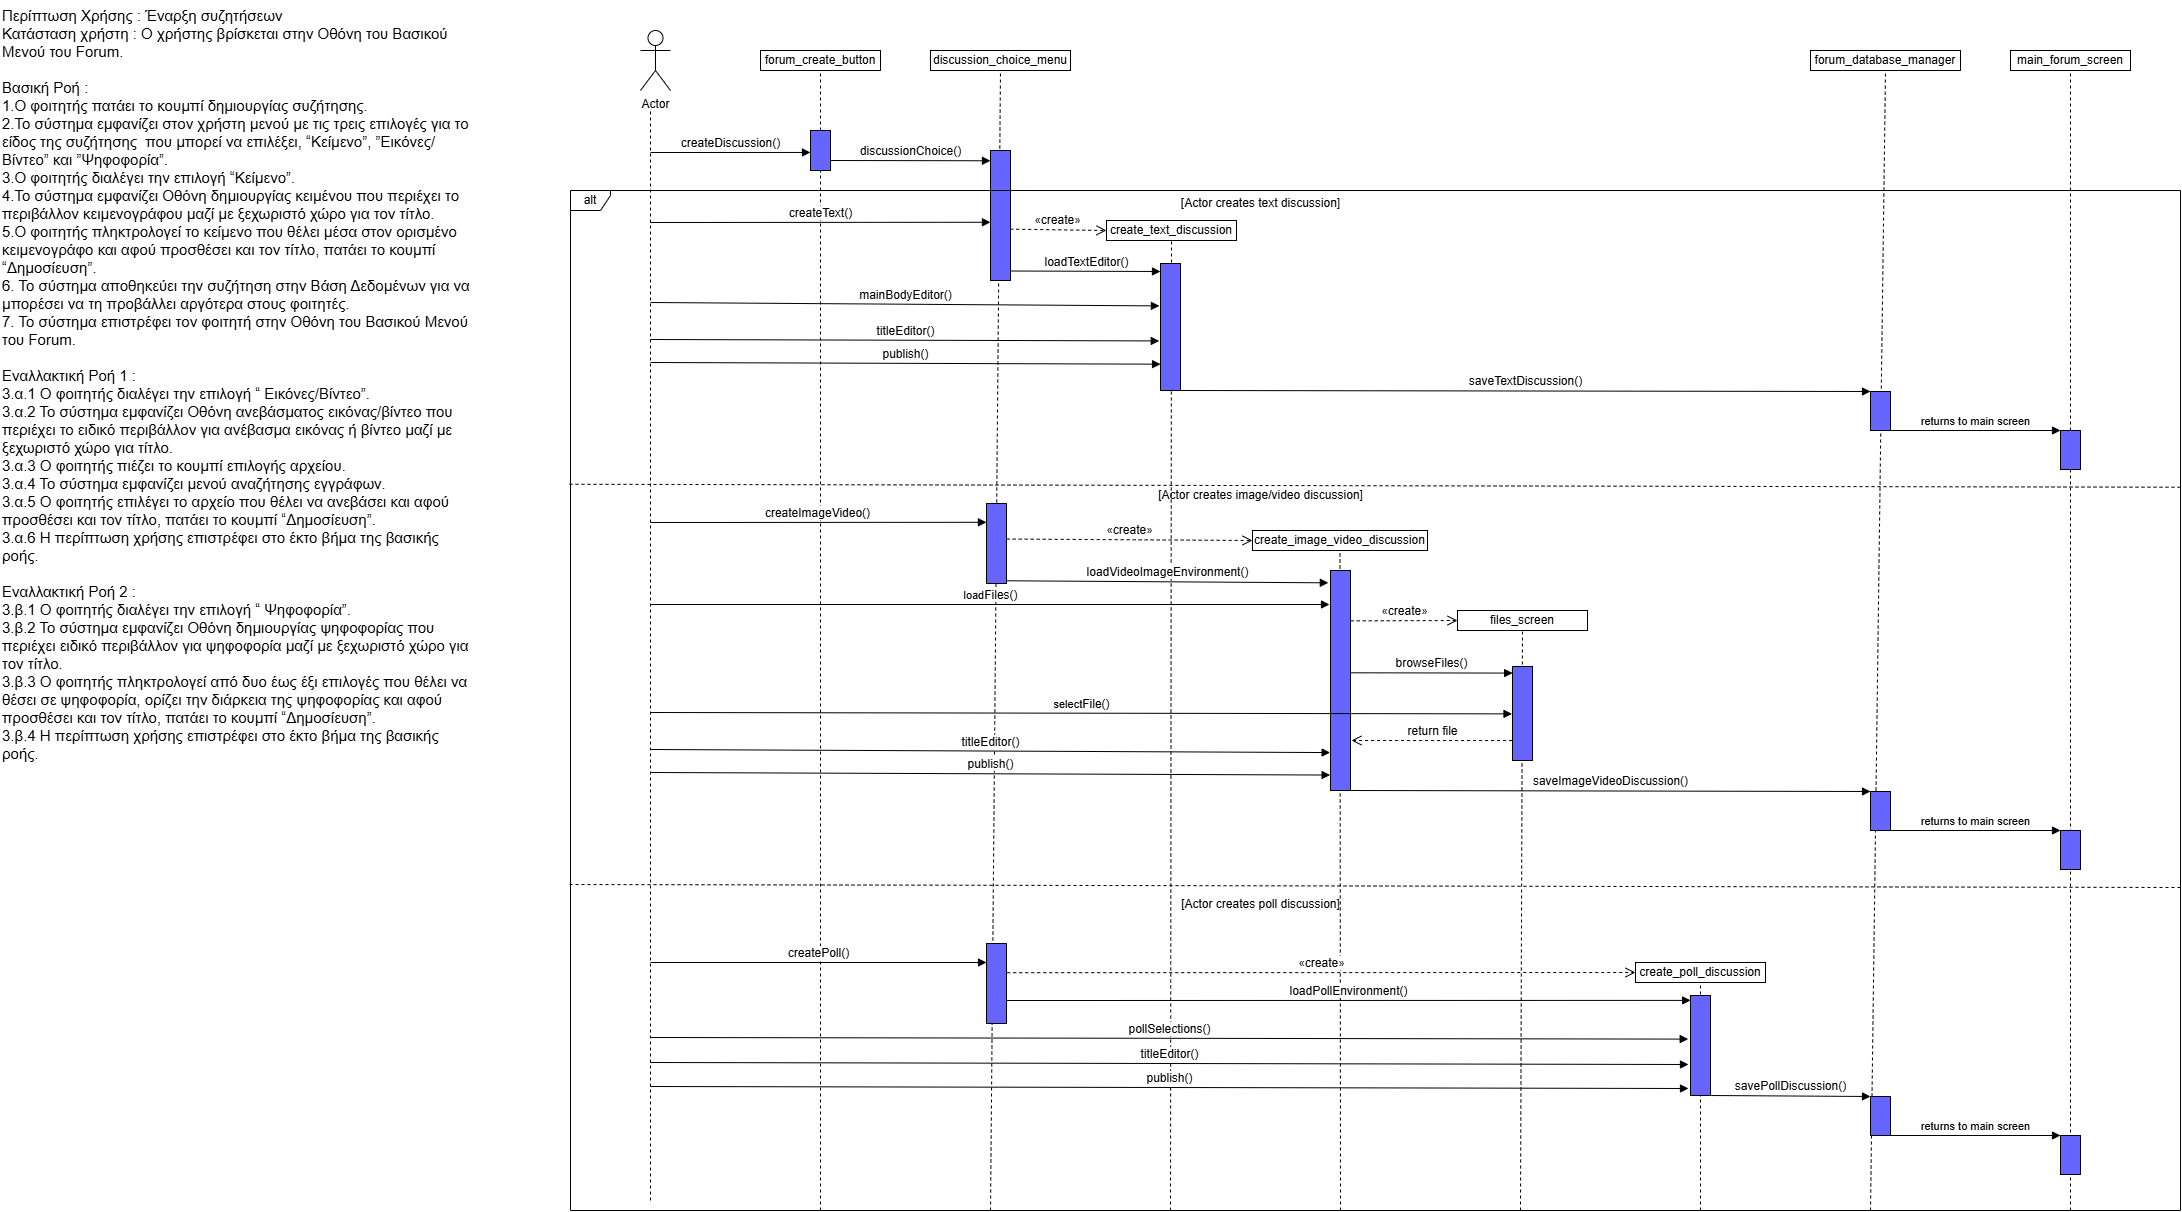 Περίπτωση Χρήσης : Έναρξη συζητήσεων
Κατάσταση χρήστη : Ο χρήστης βρίσκεται στην Οθόνη του Βασικού
Μενού του Forum.
Βασική Ροή :
1.Ο φοιτητής πατάει το κουμπί δημιουργίας συζήτησης.
2.Το σύστημα εμφανίζει στον χρήστη μενού με τις τρεις επιλογές για το
είδος της συζήτησης  που μπορεί να επιλέξει, “Κείμενο”, ”Εικόνες/
Βίντεο” και ”Ψηφοφορία”.
3.Ο φοιτητής διαλέγει την επιλογή “Κείμενο”.
4.Το σύστημα εμφανίζει Οθόνη δημιουργίας κειμένου που περιέχει το
περιβάλλον κειμενογράφου μαζί με ξεχωριστό χώρο για τον τίτλο.
5.Ο φοιτητής πληκτρολογεί το κείμενο που θέλει μέσα στον ορισμένο
κειμενογράφο και αφού προσθέσει και τον τίτλο, πατάει το κουμπί
“Δημοσίευση”.
6. Το σύστημα αποθηκεύει την συζήτηση στην Βάση Δεδομένων για να
μπορέσει να τη προβάλλει αργότερα στους φοιτητές.
7. Το σύστημα επιστρέφει τον φοιτητή στην Οθόνη του Βασικού Μενού
του Forum.
Εναλλακτική Ροή 1 :
3.α.1 Ο φοιτητής διαλέγει την επιλογή “ Εικόνες/Βίντεο”.
3.α.2 Το σύστημα εμφανίζει Οθόνη ανεβάσματος εικόνας/βίντεο που
περιέχει το ειδικό περιβάλλον για ανέβασμα εικόνας ή βίντεο μαζί με
ξεχωριστό χώρο για τίτλο.
3.α.3 Ο φοιτητής πιέζει το κουμπί επιλογής αρχείου.
3.α.4 Το σύστημα εμφανίζει μενού αναζήτησης εγγράφων.
3.α.5 Ο φοιτητής επιλέγει το αρχείο που θέλει να ανεβάσει και αφού
προσθέσει και τον τίτλο, πατάει το κουμπί “Δημοσίευση”.
3.α.6 Η περίπτωση χρήσης επιστρέφει στο έκτο βήμα της βασικής
ροής.
Εναλλακτική Ροή 2 :
3.β.1 Ο φοιτητής διαλέγει την επιλογή “ Ψηφοφορία”.
3.β.2 Το σύστημα εμφανίζει Οθόνη δημιουργίας ψηφοφορίας που
περιέχει ειδικό περιβάλλον για ψηφοφορία μαζί με ξεχωριστό χώρο για
τον τίτλο.
3.β.3 Ο φοιτητής πληκτρολογεί από δυο έως έξι επιλογές που θέλει να
θέσει σε ψηφοφορία, ορίζει την διάρκεια της ψηφοφορίας και αφού
προσθέσει και τον τίτλο, πατάει το κουμπί “Δημοσίευση”.
3.β.4 Η περίπτωση χρήσης επιστρέφει στο έκτο βήμα της βασικής
ροής.
Actor
forum_create_button
discussion_choice_menu
forum_database_manager
main_forum_screen
createDiscussion()
discussionChoice()
alt
[Actor creates text discussion]
createText()
«create»
create_text_discussion
loadTextEditor()
mainBodyEditor()
titleEditor()
publish()
saveTextDiscussion()
returns to main screen
[Actor creates image/video discussion]
createImageVideo()
«create»
create_image_video_discussion
loadVideoImageEnvironment()
loadFiles()
«create»
files_screen
browseFiles()
selectFile()
return file
titleEditor()
publish()
saveImageVideoDiscussion()
returns to main screen
[Actor creates poll discussion]
createPoll()
«create»
create_poll_discussion
loadPollEnvironment()
pollSelections()
titleEditor()
publish()
savePollDiscussion()
returns to main screen